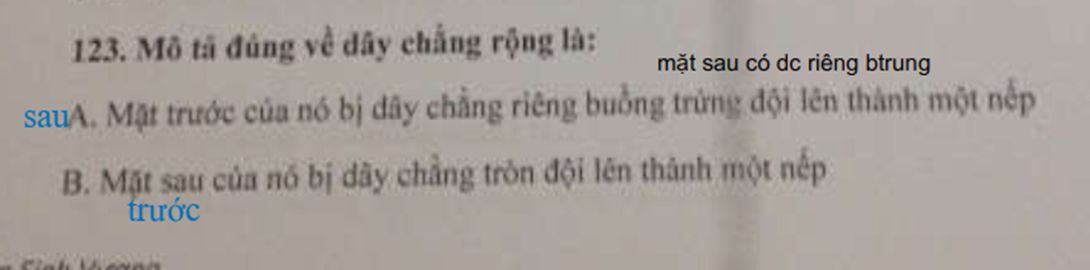 123. Mô tả đúng về dây chằng rộng là:
mặt sau có dc riêng btrung
sau A. Mặt trước của nó bị dây chằng riêng buồng trứng đội lên thành một nếp
B. Mặt sau của nó bị dây chằng tròn đội lên thành một nếp
trước